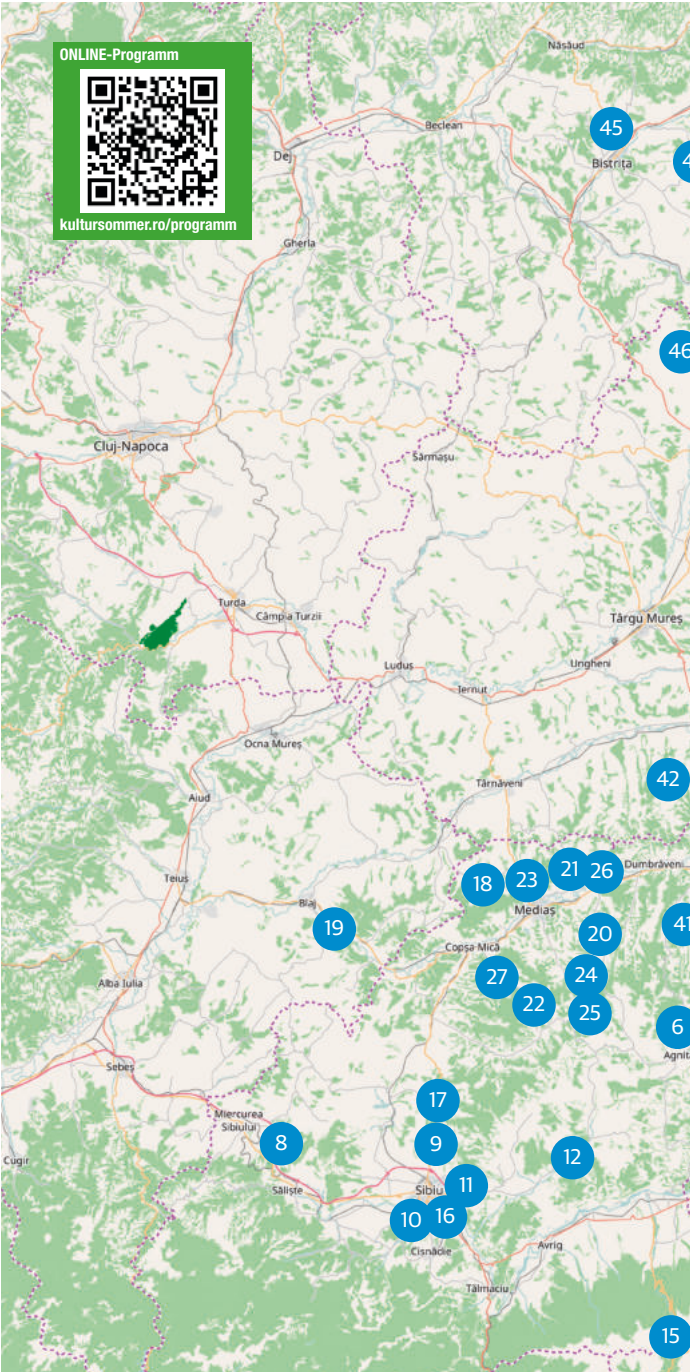 ONLINE-Programm
kultursommer.ro/programm
Năsăud
Beclean
45
Dej
Bistrița
4
Gherla
46
Cluj-Napoca
Sărmașu
Turda
Câmpia Turzii
Târgu Mureș
Luduș
Ungheni
Iernut
Ocna Mureș
42
Târnăveni
Aiud
21
26
Dumbrăveni
18
23
Teiuș
Blaj
Mediaș
19
20
41
Copșa Mică
27
24
Alba Iulia
22
25
6
Agnita
Sebeș
17
Miercurea
Sibiului
8
9
12
Cugir
Săliște
Sibiu
11
10
16
Cisnădie
Avrig
Tălmaciu
15